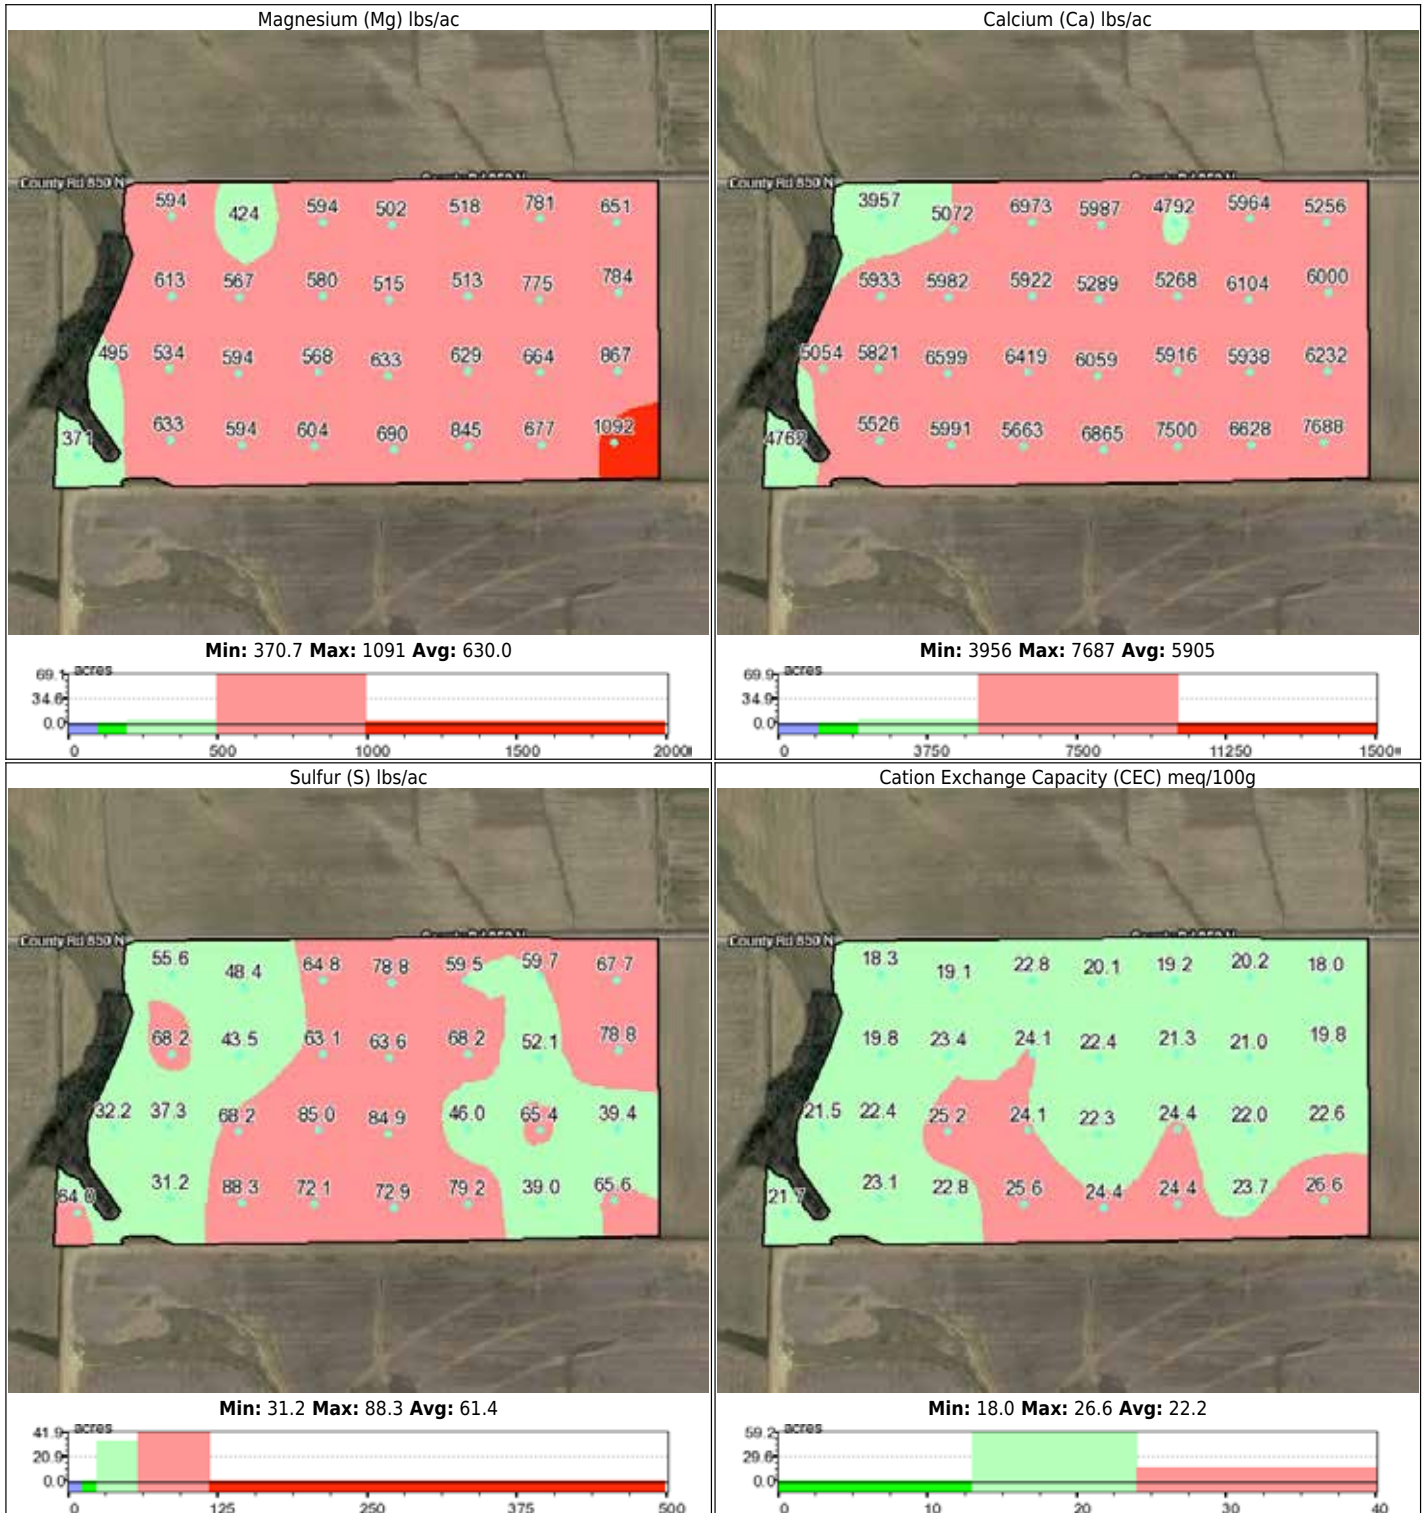 Magnesium (Mg) lbs/ac
County Rd 850 N
594 424 594 502 518 781 651
613 567 580 515 513 775 784
495 534 594 568 633 629 664 867
371 633 594 604 690 845 677 1092
Min: 370.7 Max: 1091 Avg: 630.0
acres
69.1
34.6
0.0
0 500 1000 1500 2000
Calcium (Ca) lbs/ac
County Rd 850 N
3957 5072 6973 5987 4792 5964 5256
5933 5982 5922 5289 5268 6104 6000
5054 5821 6599 6419 6059 5916 5938 6232
4762 5526 5991 5663 6865 7500 6628 7688
Min: 3956 Max: 7687 Avg: 5905
acres
69.9
34.9
0.0
0 3750 7500 11250 1500
Sulfur (S) lbs/ac
County Rd 850 N
55.6 48.4 64.8 78.8 59.5 59.7 67.7
68.2 43.5 63.1 63.6 68.2 52.1 78.8
32.2 37.3 68.2 85.0 84.9 46.0 65.4 39.4
64.0 31.2 88.3 72.1 72.9 79.2 39.0 65.6
Min: 31.2 Max: 88.3 Avg: 61.4
acres
41.9
20.9
0.0
0 125 250 375 500
Cation Exchange Capacity (CEC) meq/100g
County Rd 850 N
18.3 19.1 22.8 20.1 19.2 20.2 18.0
19.8 23.4 24.1 22.4 21.3 21.0 19.8
21.5 22.4 25.2 24.1 22.3 24.4 22.0 22.6
21.7 23.1 22.8 25.6 24.4 24.4 23.7 26.6
Min: 18.0 Max: 26.6 Avg: 22.2
acres
59.2
29.6
0.0
0 10 20 30 40